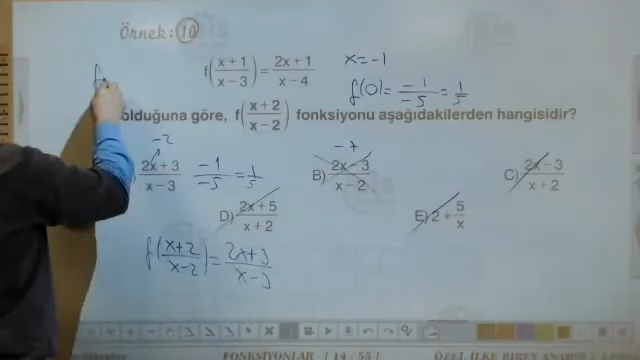 Örnek: 10
f((x+1)/(x-3)) = (2x+1)/(x-4)
x=-1
f(0) = -1/-5 = 1/5
olduğuna göre, f((x+2)/(x-2)) fonksiyonu aşağıdakilerden hangisidir?
-2
(2x+3)/(x-3)
-1/-5 = 1/5
-7
B) (2x-3)/(x-2)
C) (2x-3)/(x+2)
D) (2x+5)/(x+2)
E) 2+5/x
f((x+2)/(x-2)) = (2x+3)/(x-3)
FONKSİYONLAR [ 14 - 55 ]